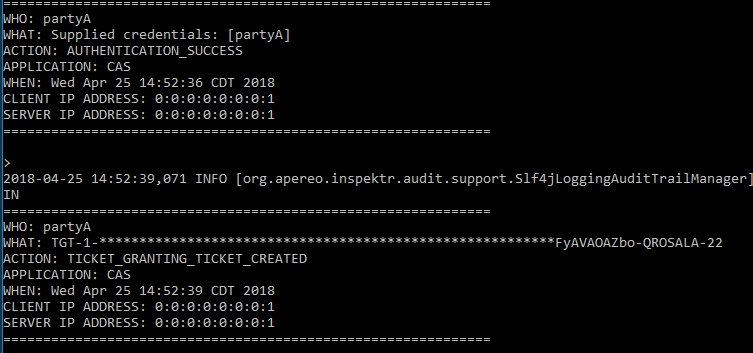 =============================================================
WHO: partyA
WHAT: Supplied credentials: [partyA]
ACTION: AUTHENTICATION_SUCCESS
APPLICATION: CAS
WHEN: Wed Apr 25 14:52:36 CDT 2018
CLIENT IP ADDRESS: 0:0:0:0:0:0:0:1
SERVER IP ADDRESS: 0:0:0:0:0:0:0:1
=============================================================
>
2018-04-25 14:52:39,071 INFO [org.apereo.inspektr.audit.support.Slf4jLoggingAuditTrailManager]
IN
=============================================================
WHO: partyA
WHAT: TGT-1-*********************************************************FyAVAOAZbo-QROSALA-22
ACTION: TICKET_GRANTING_TICKET_CREATED
APPLICATION: CAS
WHEN: Wed Apr 25 14:52:39 CDT 2018
CLIENT IP ADDRESS: 0:0:0:0:0:0:0:1
SERVER IP ADDRESS: 0:0:0:0:0:0:0:1
=============================================================